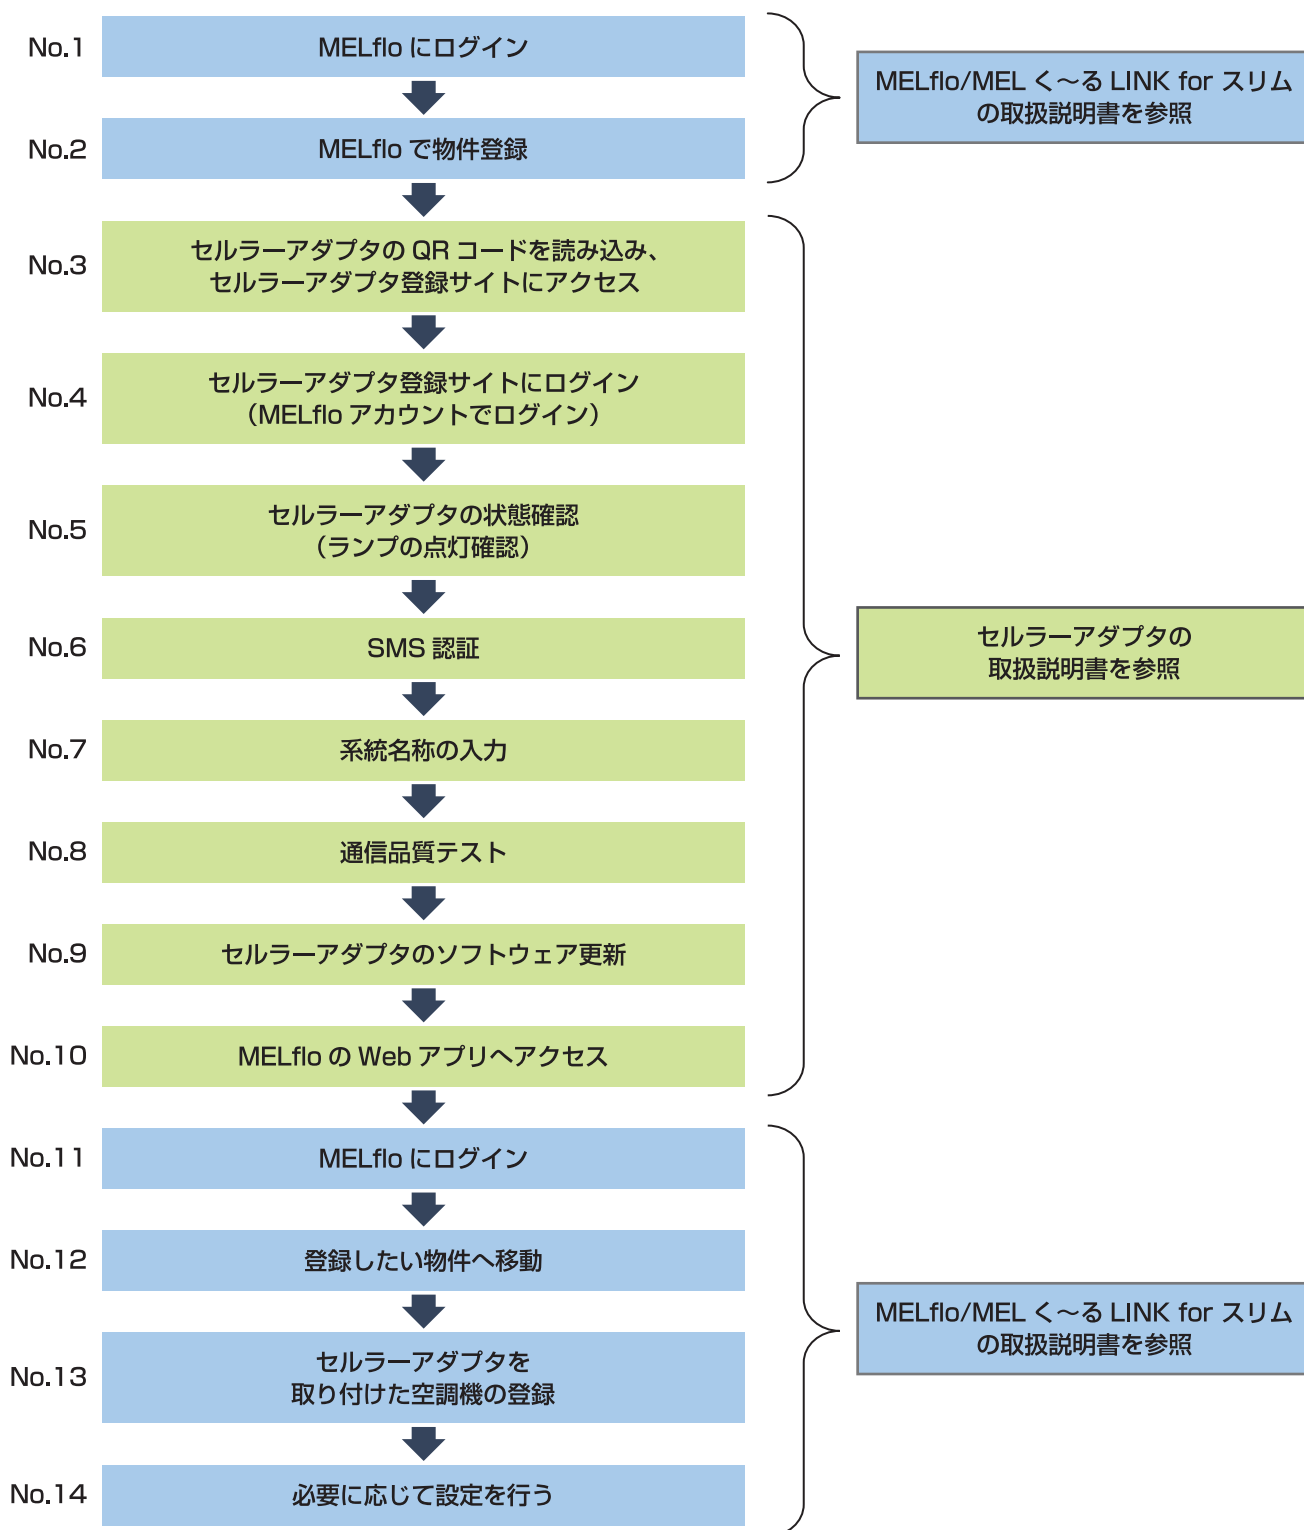 No.1
MELflo にログイン
No.2
MELflo で物件登録
MELflo/MEL く～る LINK for スリム
の取扱説明書を参照
No.3
セルラーアダプタの QR コードを読み込み、
セルラーアダプタ登録サイトにアクセス
No.4
セルラーアダプタ登録サイトにログイン
（MELflo アカウントでログイン）
No.5
セルラーアダプタの状態確認
（ランプの点灯確認）
No.6
SMS 認証
No.7
系統名称の入力
No.8
通信品質テスト
No.9
セルラーアダプタのソフトウェア更新
No.10
MELflo の Web アプリへアクセス
セルラーアダプタの
取扱説明書を参照
No.11
MELflo にログイン
No.12
登録したい物件へ移動
No.13
セルラーアダプタを
取り付けた空調機の登録
No.14
必要に応じて設定を行う
MELflo/MEL く～る LINK for スリム
の取扱説明書を参照